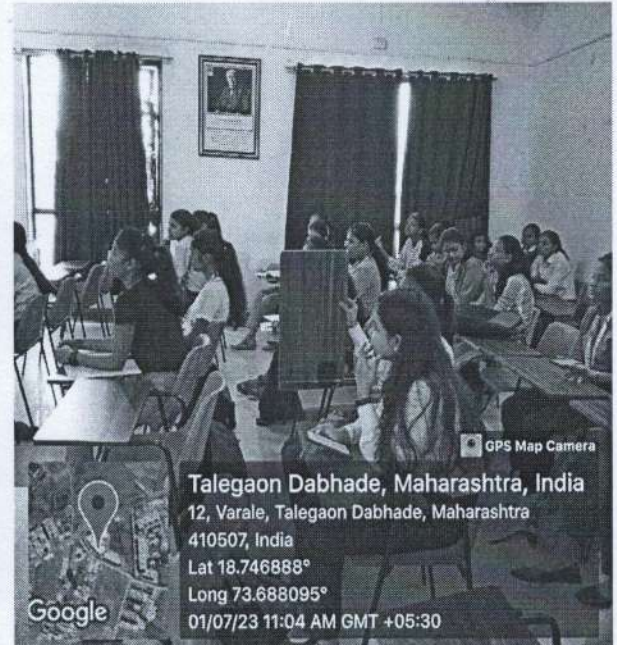 GPS Map Camera
Talegaon Dabhade, Maharashtra, India
12, Varale, Talegaon Dabhade, Maharashtra
410507, India
Lat 18.746888°
Long 73.688095°
01/07/23 11:04 AM GMT +05:30
Google